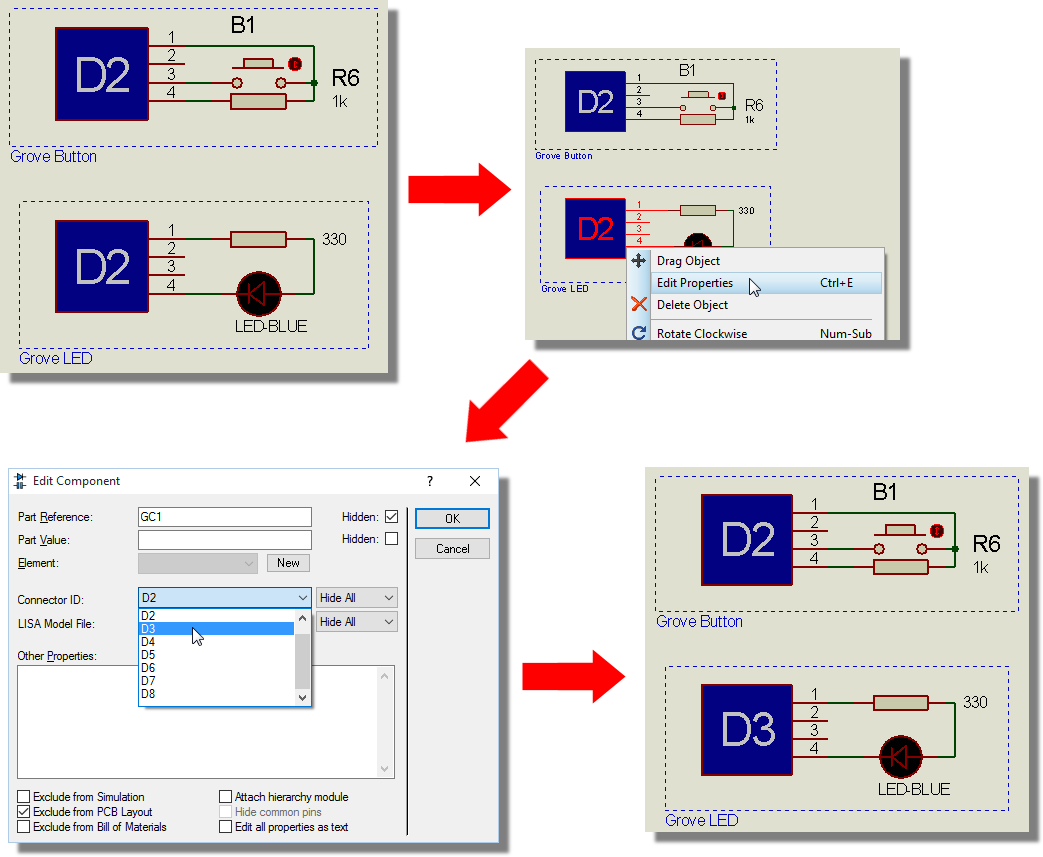 B1
D2
1
2
3
4
R6
1k
Grove Button
D2
1
2
3
4
330
LED-BLUE
Grove LED
B1
D2
1
2
3
4
R6
1k
Grove Button
D2
1
2
3
4
330
Grove LED
Drag Object
Edit Properties Ctrl+E
Delete Object
Rotate Clockwise Num-Sub
Edit Component ? X
Part Reference: GC1 Hidden:
Part Value: Hidden:
Element: New
Connector ID: D2 Hide All
LISA Model File: Hide All
D2
D3
D4
D5
D6
D7
D8
Other Properties:
OK
Cancel
Exclude from Simulation Attach hierarchy module
Exclude from PCB Layout Hide common pins
Exclude from Bill of Materials Edit all properties as text
B1
D2
1
2
3
4
R6
1k
Grove Button
D3
1
2
3
4
330
LED-BLUE
Grove LED